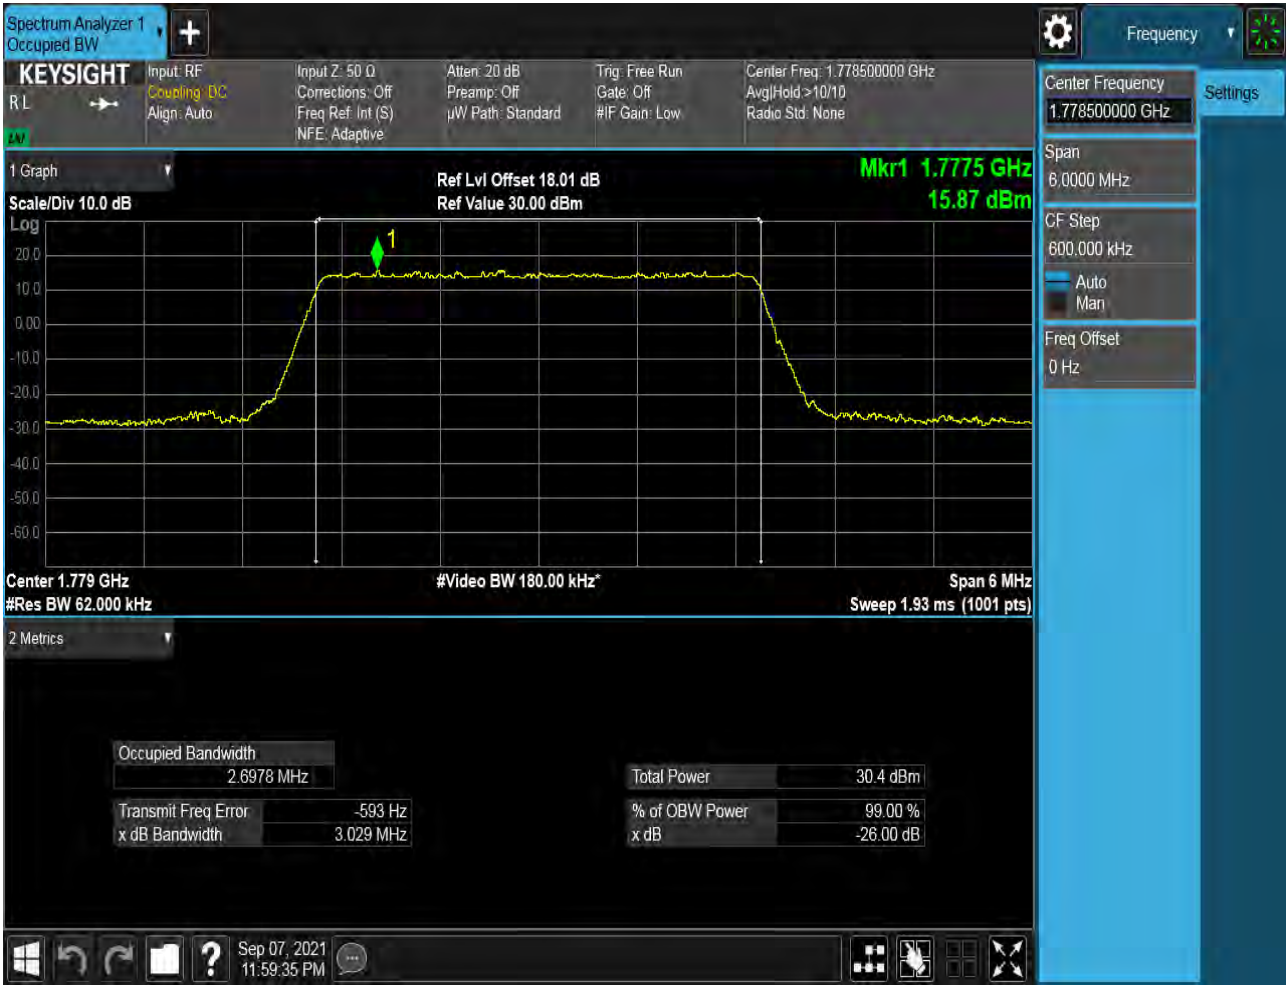 Spectrum Analyzer 1
Occupied BW
Frequency
KEYSIGHT
R L
LXI
Input: RF
Coupling: DC
Align: Auto
Input Z: 50 Ω
Corrections: Off
Freq Ref: Int (S)
NFE: Adaptive
Atten: 20 dB
Preamp: Off
µW Path: Standard
Trig: Free Run
Gate: Off
#IF Gain: Low
Center Freq: 1.778500000 GHz
Avg|Hold:>10/10
Radio Std: None
Center Frequency
1.778500000 GHz
Settings
Span
6.0000 MHz
CF Step
600.000 kHz
Auto
Man
Freq Offset
0 Hz
1 Graph
Scale/Div 10.0 dB
Log
Ref Lvl Offset 18.01 dB
Ref Value 30.00 dBm
Mkr1 1.7775 GHz
15.87 dBm
1
20.0
10.0
0.00
-10.0
-20.0
-30.0
-40.0
-50.0
-60.0
Center 1.779 GHz
#Res BW 62.000 kHz
#Video BW 180.00 kHz*
Span 6 MHz
Sweep 1.93 ms (1001 pts)
2 Metrics
Occupied Bandwidth
2.6978 MHz
Transmit Freq Error -593 Hz
x dB Bandwidth 3.029 MHz
Total Power 30.4 dBm
% of OBW Power 99.00 %
x dB -26.00 dB
?
Sep 07, 2021
11:59:35 PM